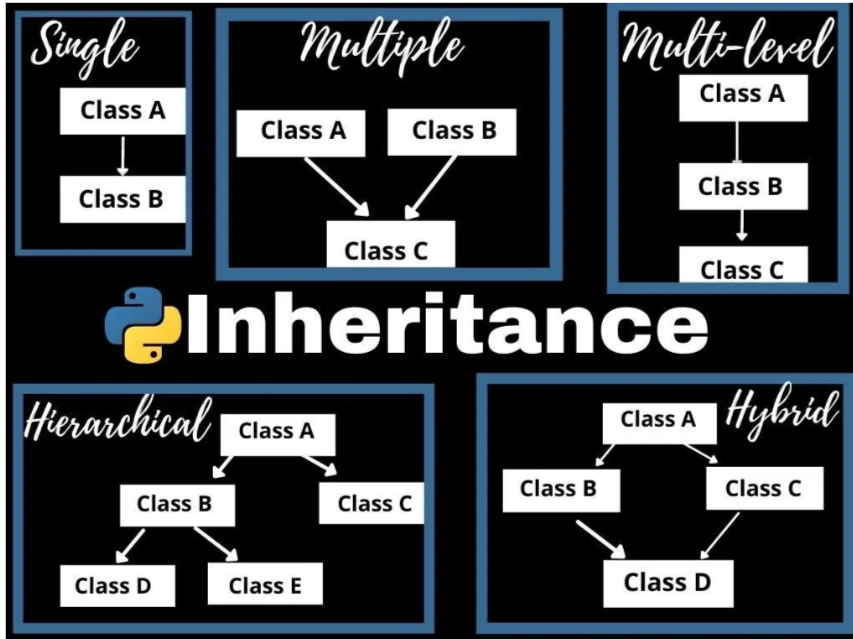 Single
Class A
Class B
Multiple
Class A
Class B
Class C
Multi-level
Class A
Class B
Class C
Inheritance
Hierarchical
Class A
Class B
Class C
Class D
Class E
Hybrid
Class A
Class B
Class C
Class D